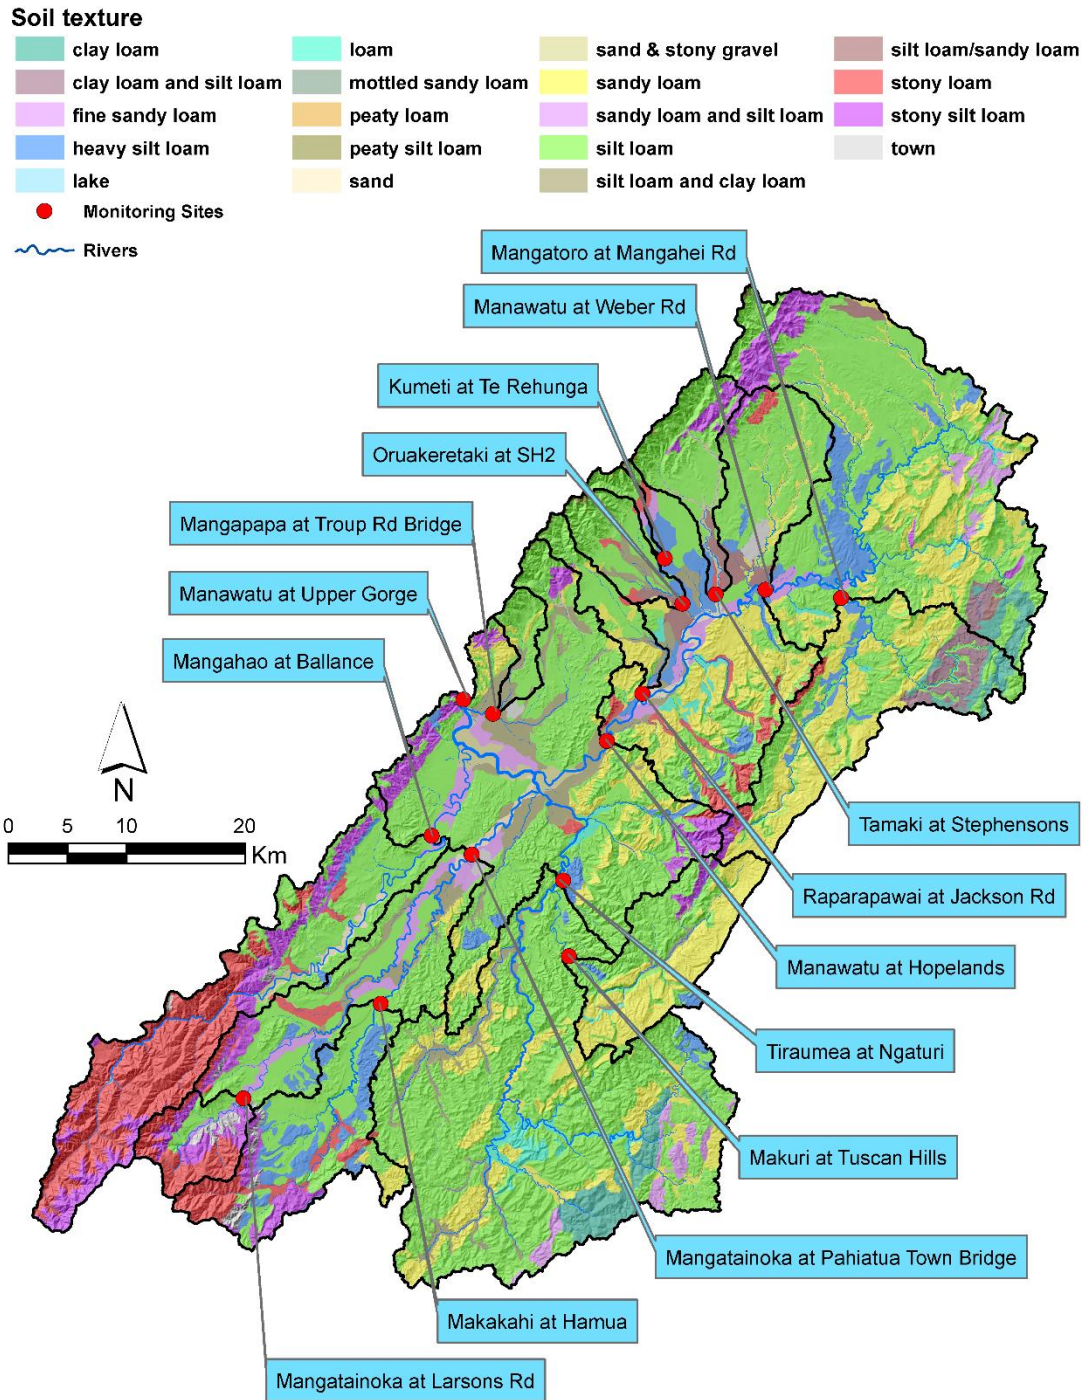 Soil texture
clay loam
loam
sand & stony gravel
silt loam/sandy loam
clay loam and silt loam
mottled sandy loam
sandy loam
stony loam
fine sandy loam
peaty loam
sandy loam and silt loam
stony silt loam
heavy silt loam
peaty silt loam
silt loam
town
lake
sand
silt loam and clay loam
Monitoring Sites
Rivers
Mangatoro at Mangahei Rd
Manawatu at Weber Rd
Kumeti at Te Rehunga
Oruakeretaki at SH2
Mangapapa at Troup Rd Bridge
Manawatu at Upper Gorge
Mangahao at Ballance
N
0 5 10 20
Km
Tamaki at Stephensons
Raparapawai at Jackson Rd
Manawatu at Hopelands
Tiraumea at Ngaturi
Makuri at Tuscan Hills
Mangatainoka at Pahiatua Town Bridge
Makakahi at Hamua
Mangatainoka at Larsons Rd